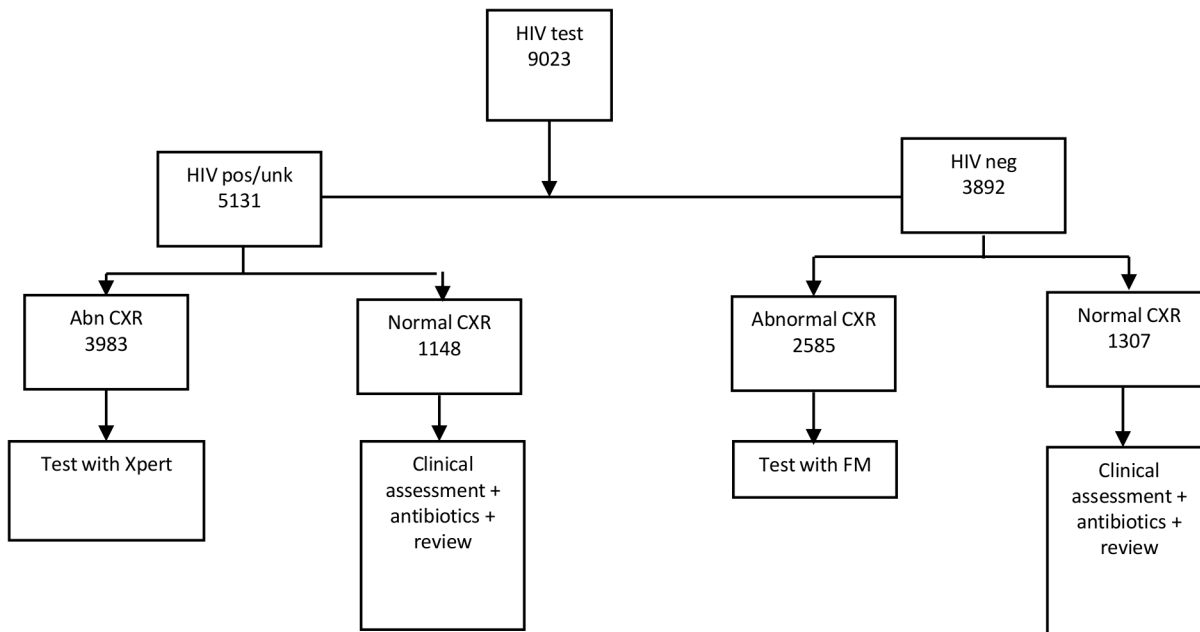 HIV test
9023
HIV pos/unk
5131
HIV neg
3892
Abn CXR
3983
Normal CXR
1148
Abnormal CXR
2585
Normal CXR
1307
Test with Xpert
Clinical
assessment +
antibiotics +
review
Test with FM
Clinical
assessment +
antibiotics +
review